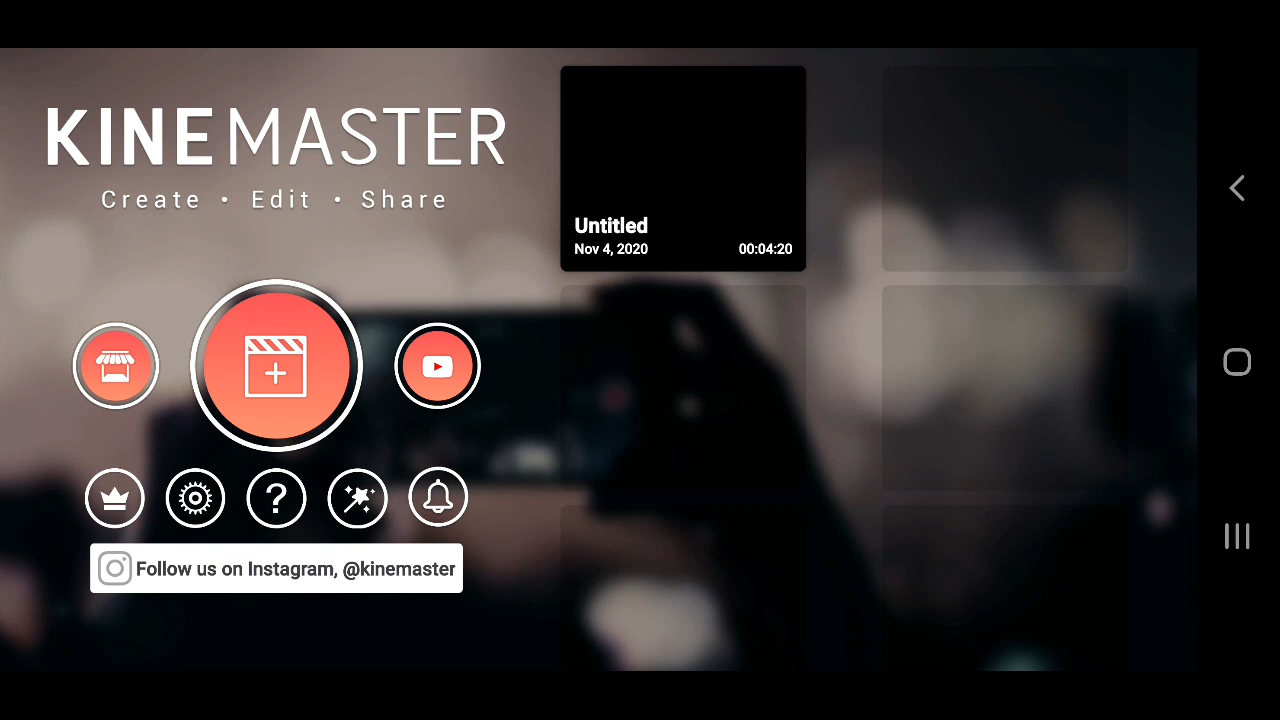 KINEMASTER
Create • Edit • Share
Untitled
Nov 4, 2020 00:04:20
?
Follow us on Instagram, @kinemaster